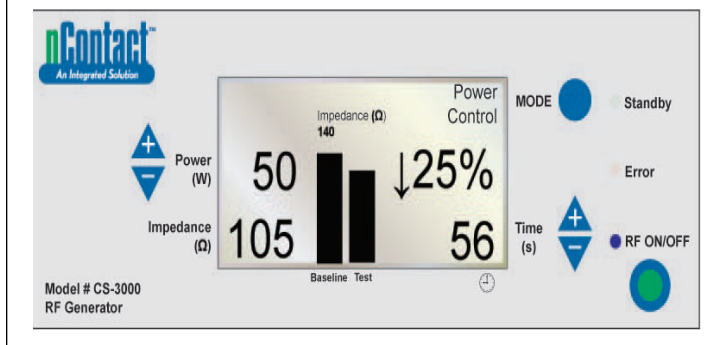 nContact™
An Integrated Solution
Power
Control
MODE
Standby
Impedance (Ω)
140
Power
(W)
50
↓25%
Error
Impedance
(Ω)
105
56
Time
(s)
RF ON/OFF
Baseline Test
Model # CS-3000
RF Generator